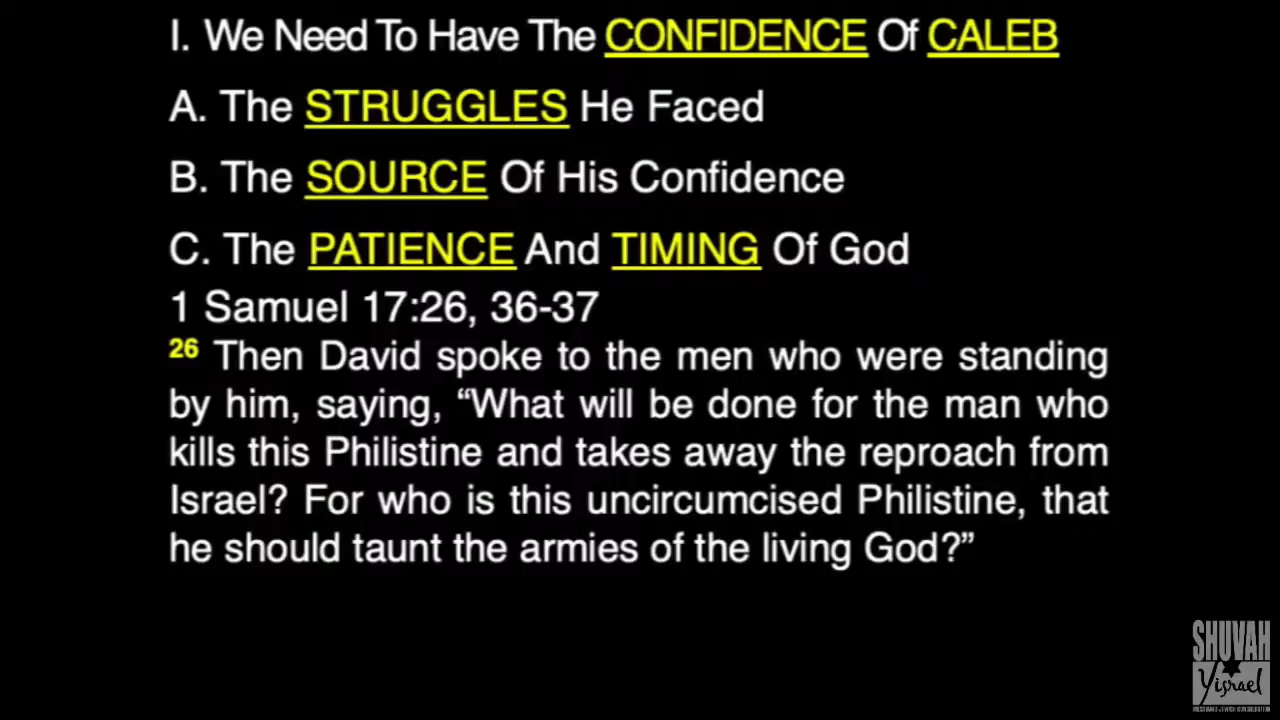 I. We Need To Have The CONFIDENCE Of CALEB
A. The STRUGGLES He Faced
B. The SOURCE Of His Confidence
C. The PATIENCE And TIMING Of God
1 Samuel 17:26, 36-37
26 Then David spoke to the men who were standing
by him, saying, “What will be done for the man who
kills this Philistine and takes away the reproach from
Israel? For who is this uncircumcised Philistine, that
he should taunt the armies of the living God?”
SHUVAH
Yisrael
MESSIANIC JEWISH CONGREGATION